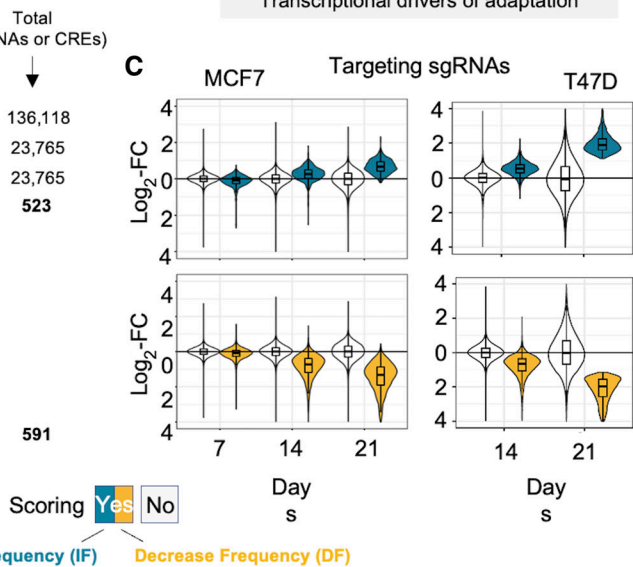 Transcriptional drivers of adaptation
Total
NAs or CREs)
136,118
23,765
23,765
523
591
C
Targeting sgRNAs
MCF7
T47D
Log2-FC
4
2
0
2
4
4
2
0
2
4
Log2-FC
4
2
0
2
4
4
2
0
2
4
7
14
21
14
21
Day
s
Day
s
Scoring
Yes
No
equency (IF)
Decrease Frequency (DF)